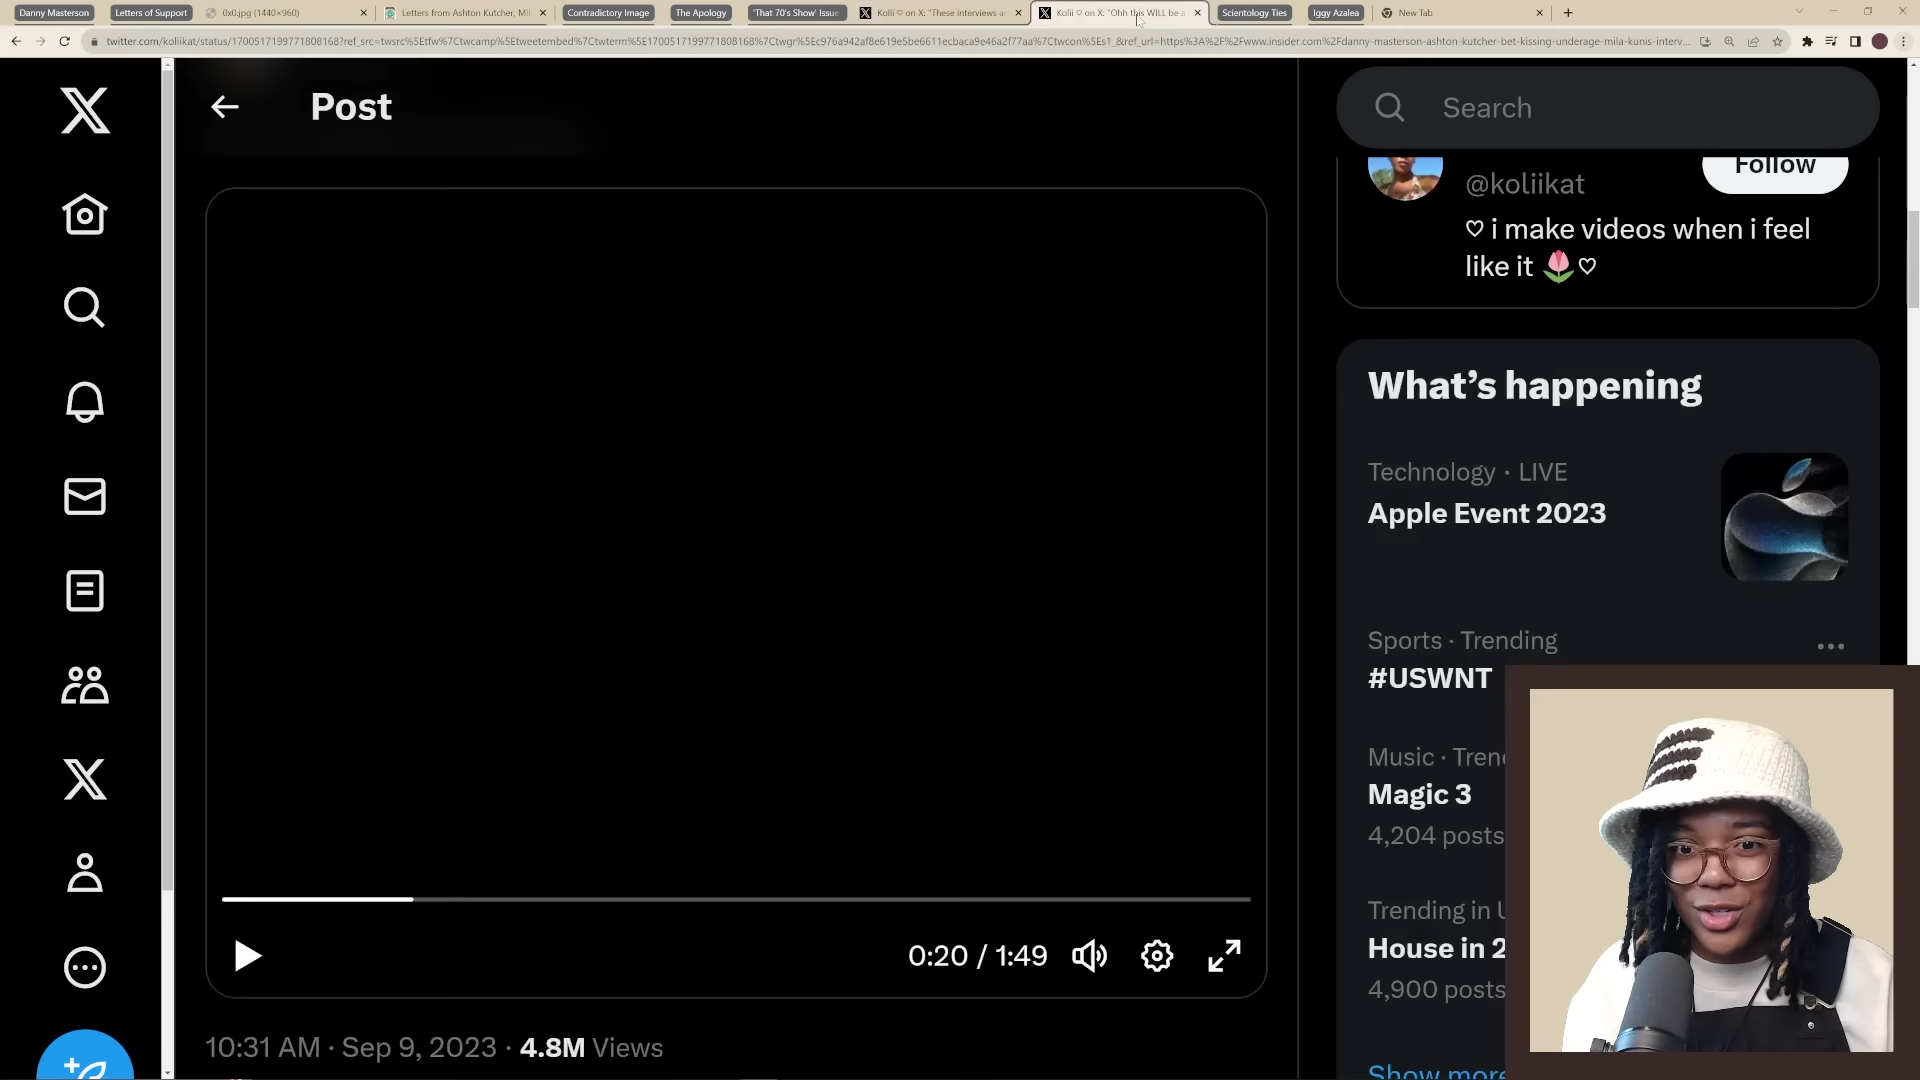 Danny Masterson
Letters of Support
0x0.jpg (1440×960)
Letters from Ashton Kutcher, Mil
Contradictory Image
The Apology
'That 70's Show' Issue
Kolii ♡ on X: "These interviews a
Kolii ♡ on X: "Ohh this WILL be a
Scientology Ties
Iggy Azalea
New Tab
Post
Search
@koliikat
Follow
♡ i make videos when i feel
like it 🌷♡
What's happening
Technology · LIVE
Apple Event 2023
Sports · Trending
#USWNT
Music · Tren
Magic 3
4,204 posts
Trending in U
House in 2
4,900 posts
Show more
0:20 / 1:49
10:31 AM · Sep 9, 2023 · 4.8M Views